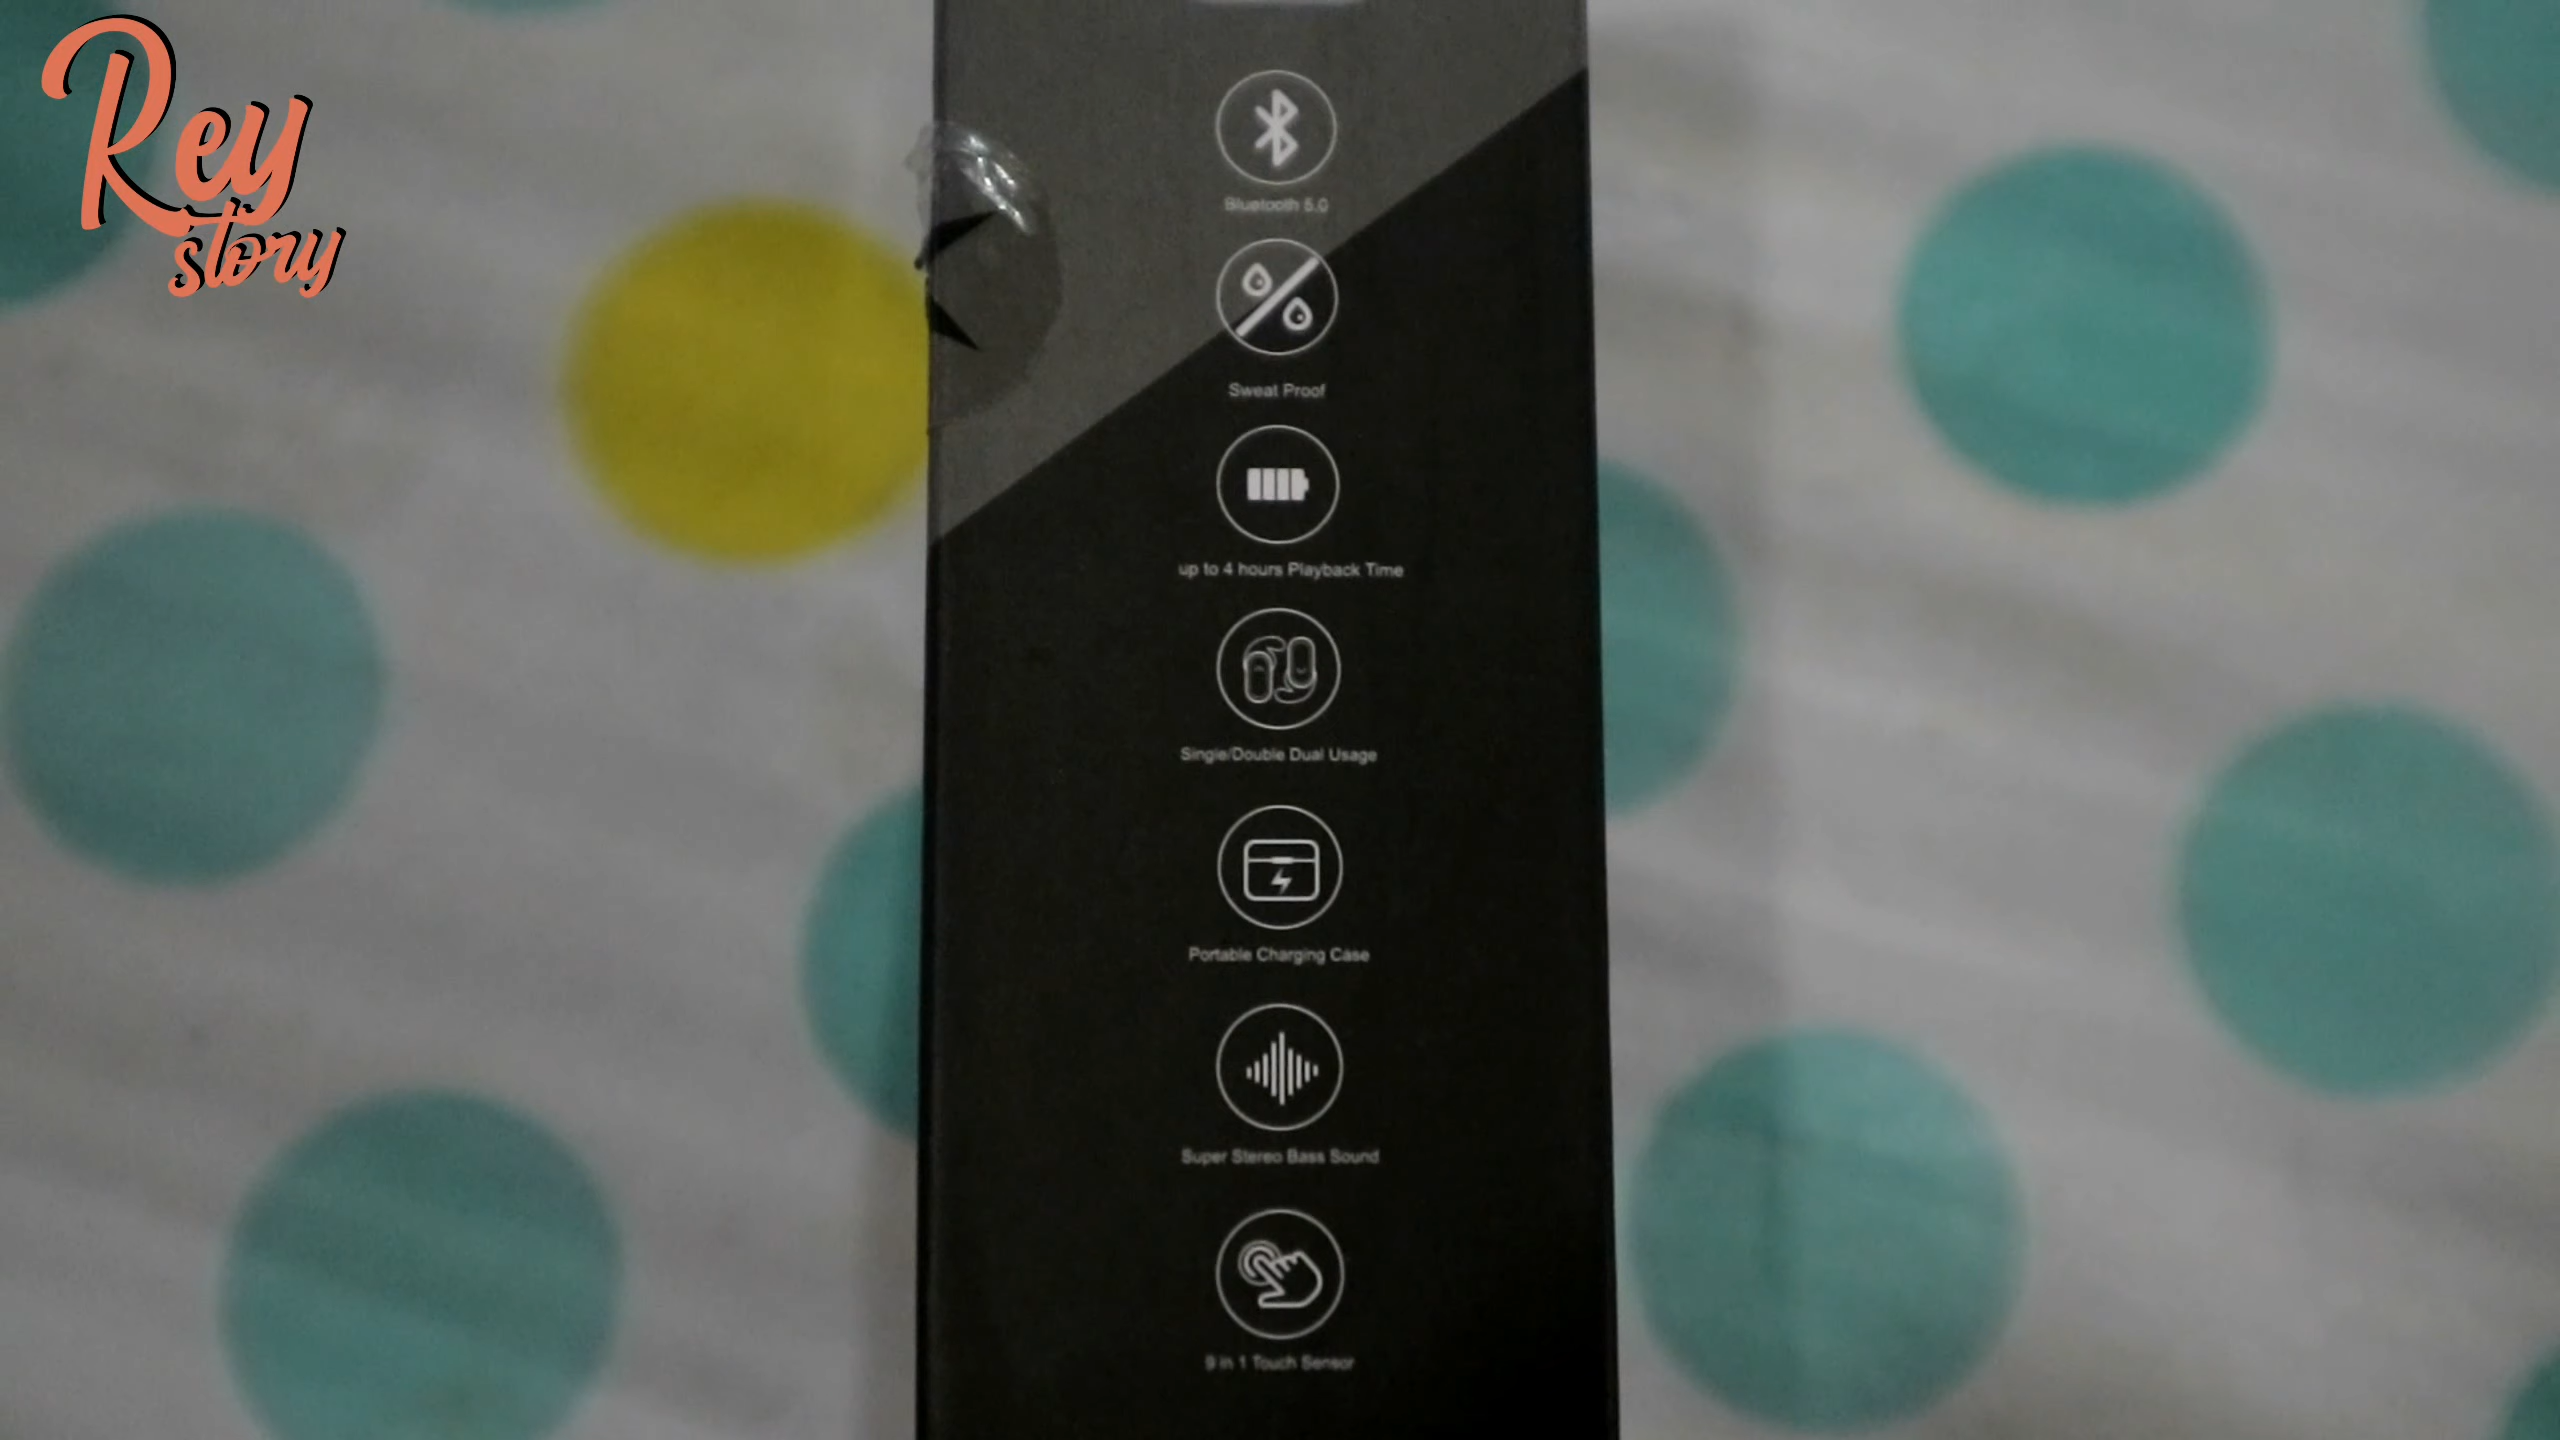 Rey
story
Bluetooth 5.0
Sweat Proof
up to 4 hours Playback Time
Single/Double Dual Usage
Portable Charging Case
Super Stereo Bass Sound
9 in 1 Touch Sensor